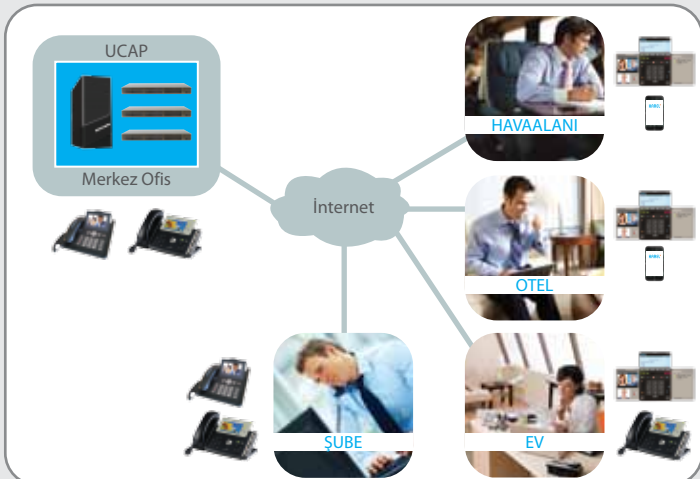 UCAP
Merkez Ofis
İnternet
HAVAALANI
OTEL
ŞUBE
EV